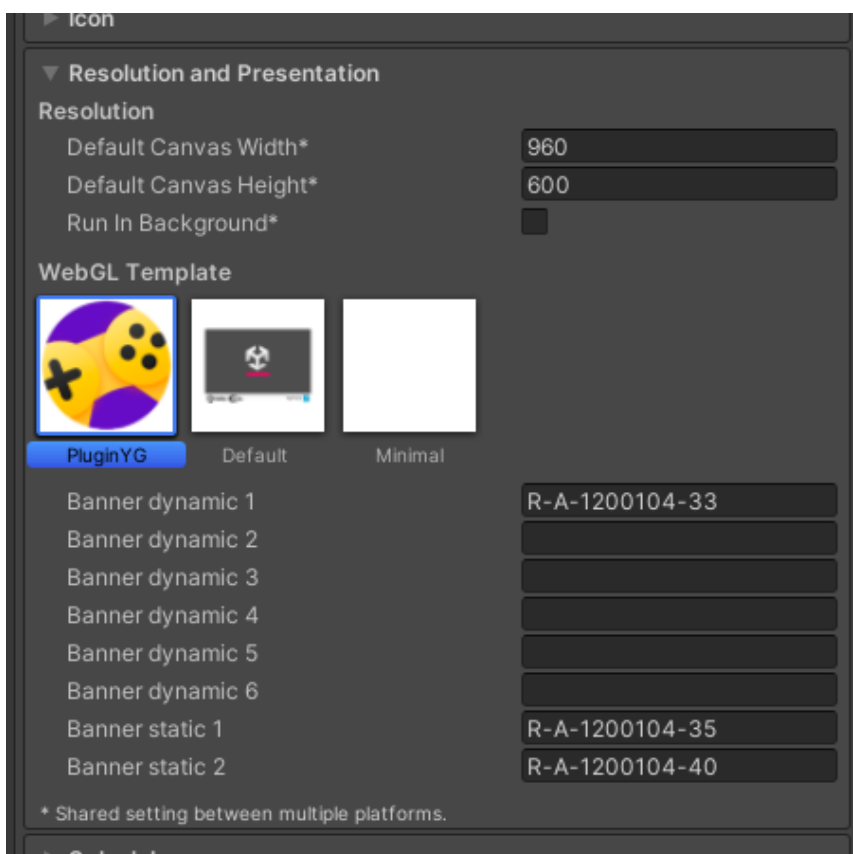 Icon
Resolution and Presentation
Resolution
Default Canvas Width* 960
Default Canvas Height* 600
Run In Background*
WebGL Template
PluginYG Default Minimal
Banner dynamic 1 R-A-1200104-33
Banner dynamic 2
Banner dynamic 3
Banner dynamic 4
Banner dynamic 5
Banner dynamic 6
Banner static 1 R-A-1200104-35
Banner static 2 R-A-1200104-40
* Shared setting between multiple platforms.